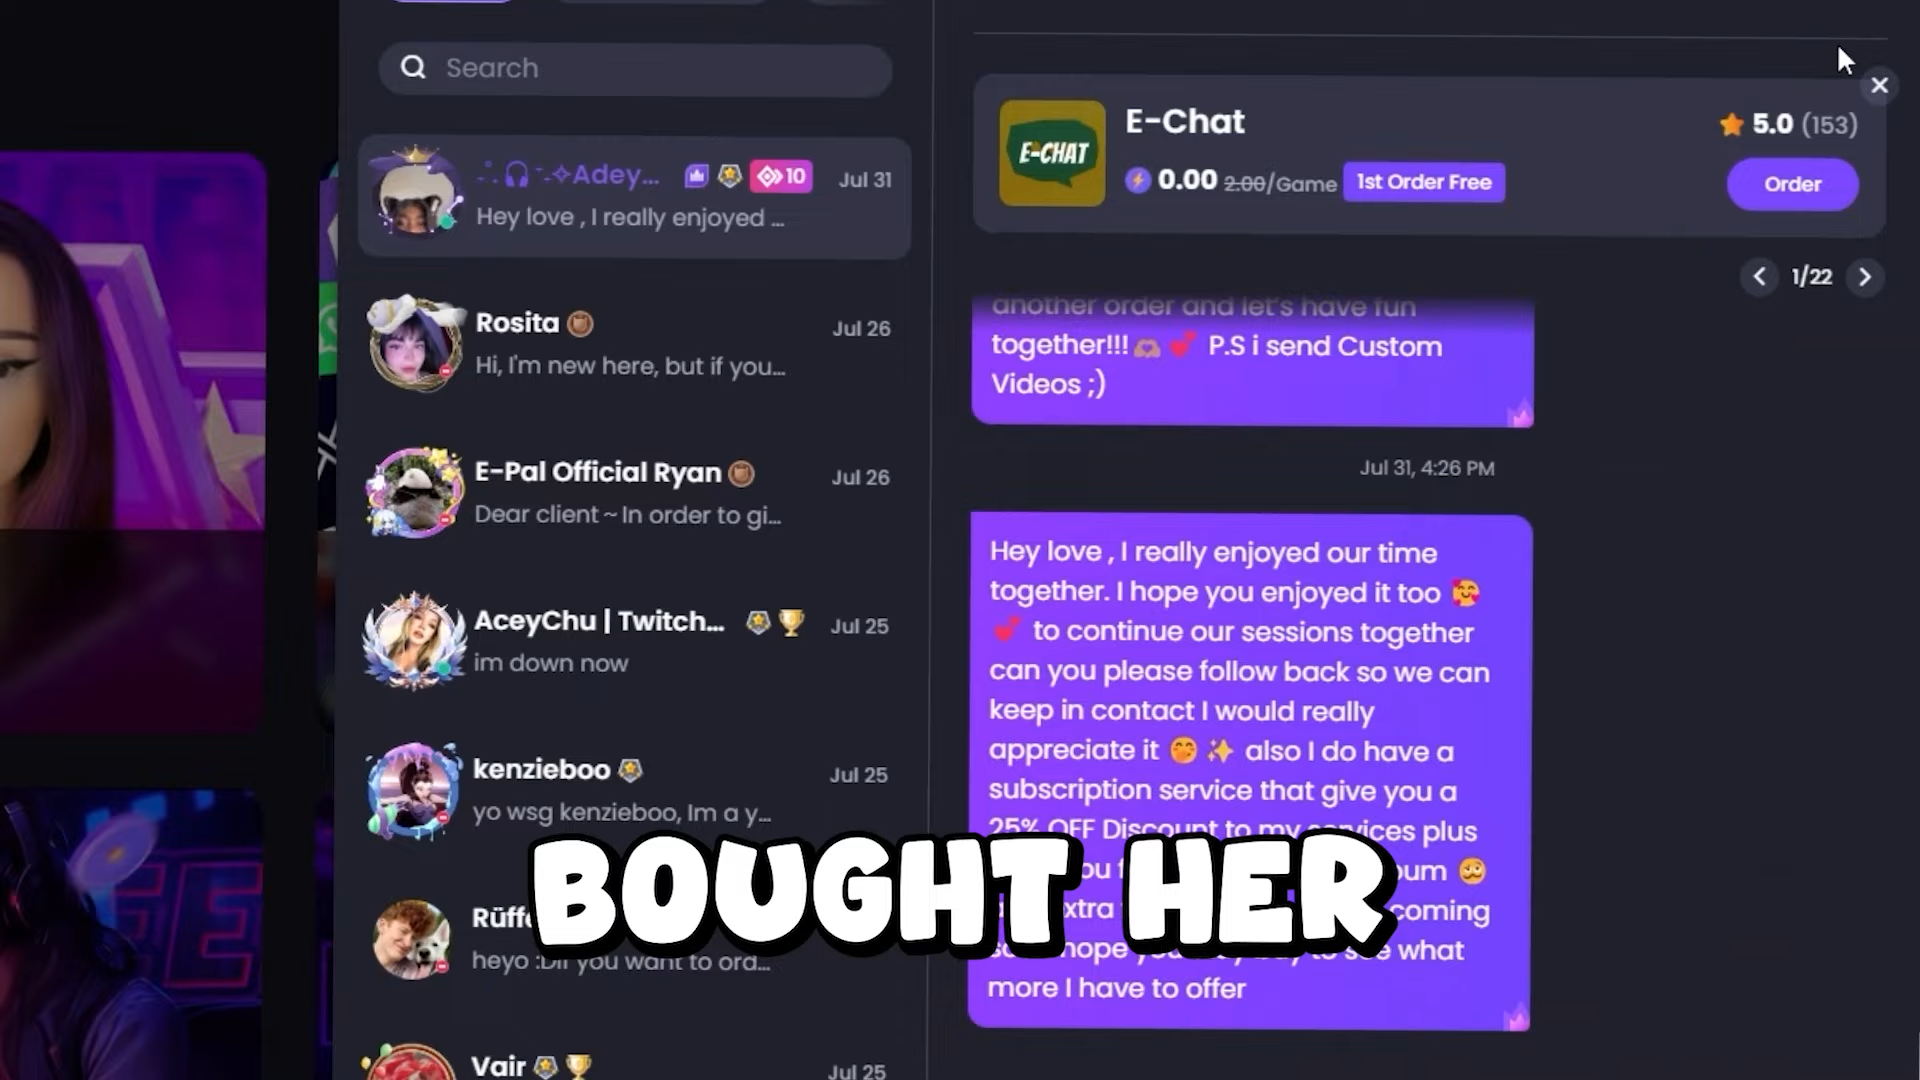 Search
Adey... 10 Jul 31
Hey love , I really enjoyed ...
Rosita Jul 26
Hi, I'm new here, but if you...
E-Pal Official Ryan Jul 26
Dear client ~ In order to gi...
AceyChu | Twitch... Jul 25
im down now
kenzieboo Jul 25
yo wsg kenzieboo, Im a y...
Rüffe
heyo :D if you want to ord...
Vair Jul 25
E-CHAT
E-Chat
5.0 (153)
0.00 2.00/Game 1st Order Free
Order
1/22
another order and let's have fun
together!!! P.S i send Custom
Videos ;)
Jul 31, 4:26 PM
Hey love , I really enjoyed our time
together. I hope you enjoyed it too
to continue our sessions together
can you please follow back so we can
keep in contact I would really
appreciate it also I do have a
subscription service that give you a
25% OFF Discount to my services plus
coming
hope see what
more I have to offer
BOUGHT HER